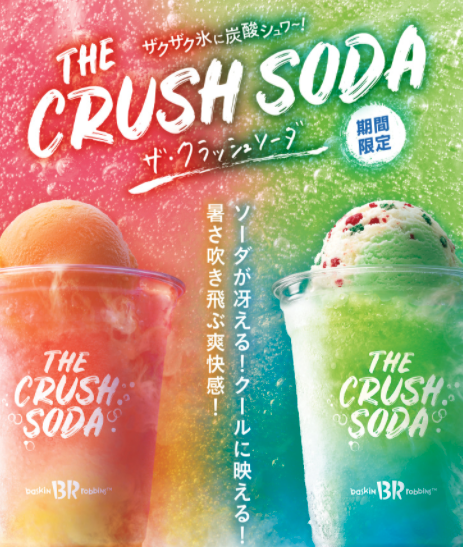 ザクザク氷に炭酸シュワ〜!
THE
CRUSH SODA
ザ・クラッシュソーダ
期間
限定
ソーダが冴える!クールに映える!
暑さ吹き飛ぶ爽快感!
THE
CRUSH
SODA
baskin BR robbins™
THE
CRUSH
SODA
baskin BR robbins™